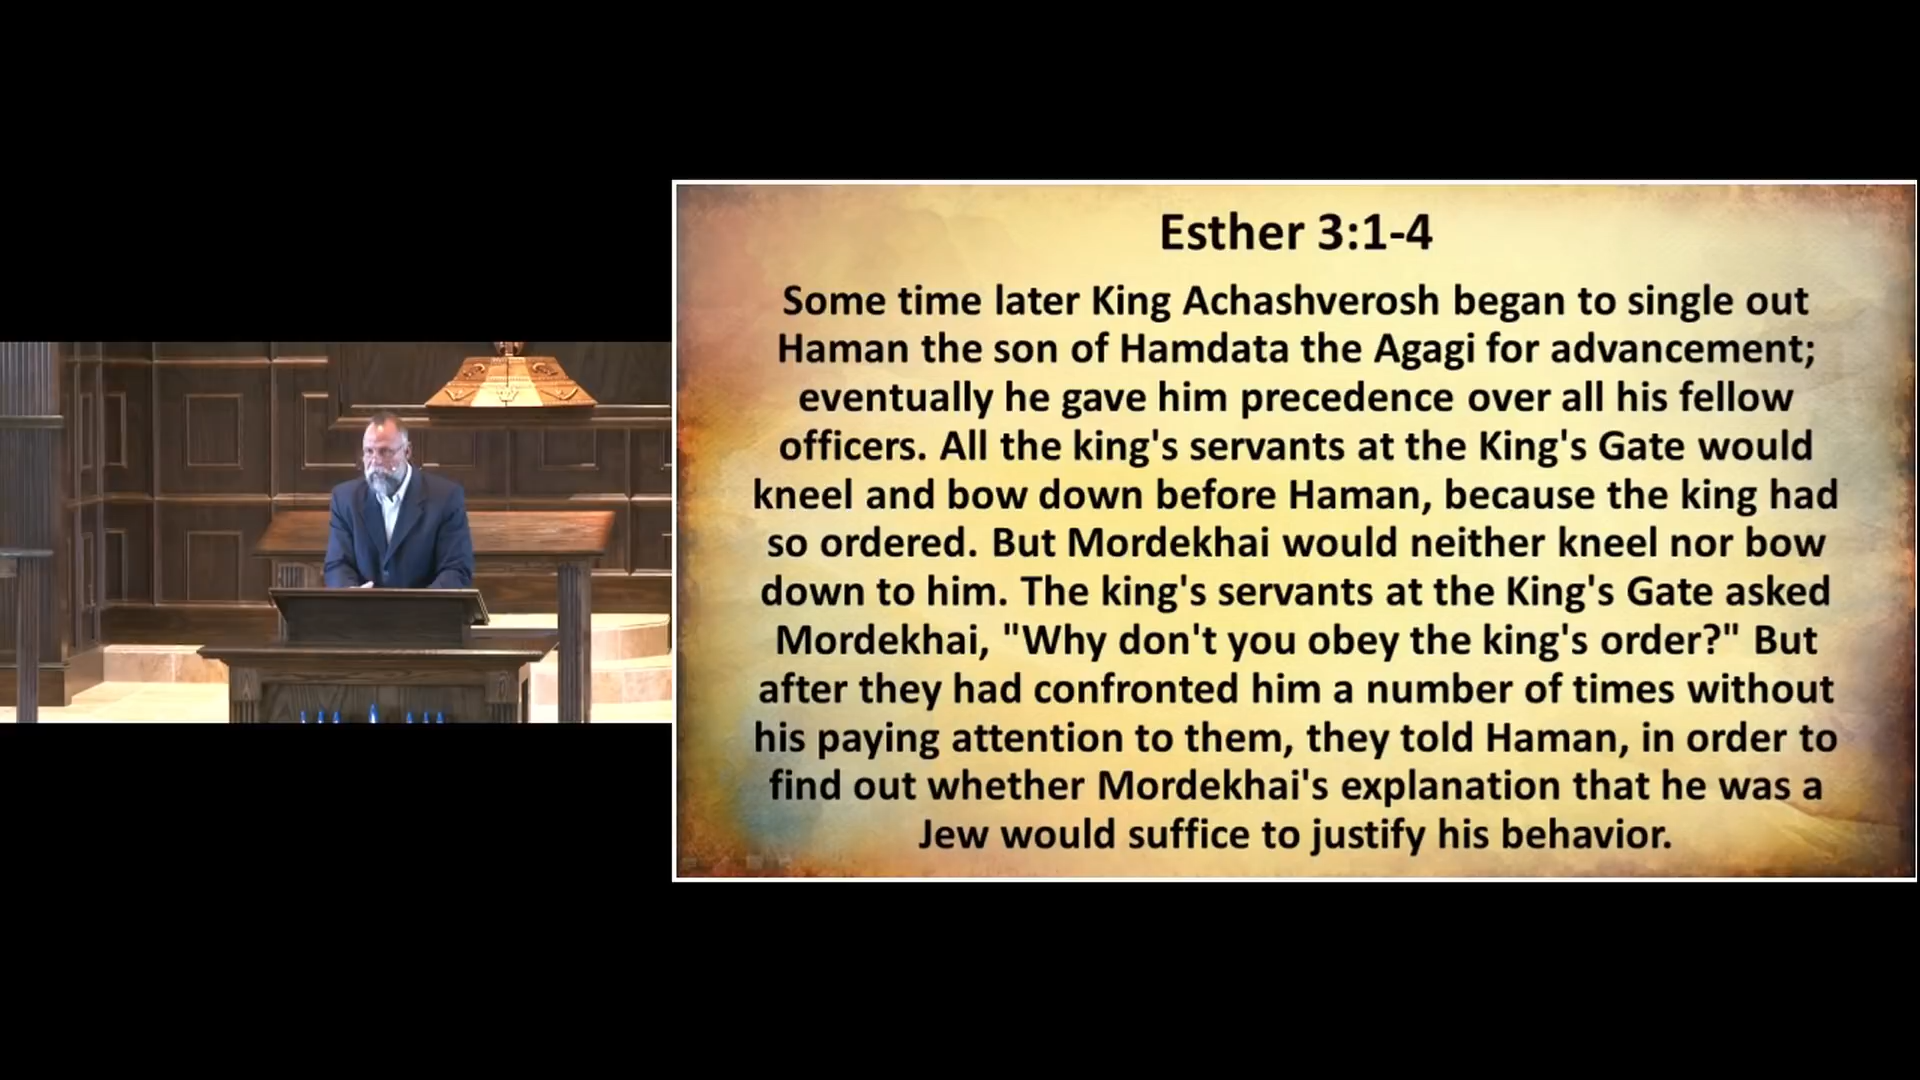 Esther 3:1-4
Some time later King Achashverosh began to single out
Haman the son of Hamdata the Agagi for advancement;
eventually he gave him precedence over all his fellow
officers. All the king's servants at the King's Gate would
kneel and bow down before Haman, because the king had
so ordered. But Mordekhai would neither kneel nor bow
down to him. The king's servants at the King's Gate asked
Mordekhai, "Why don't you obey the king's order?" But
after they had confronted him a number of times without
his paying attention to them, they told Haman, in order to
find out whether Mordekhai's explanation that he was a
Jew would suffice to justify his behavior.